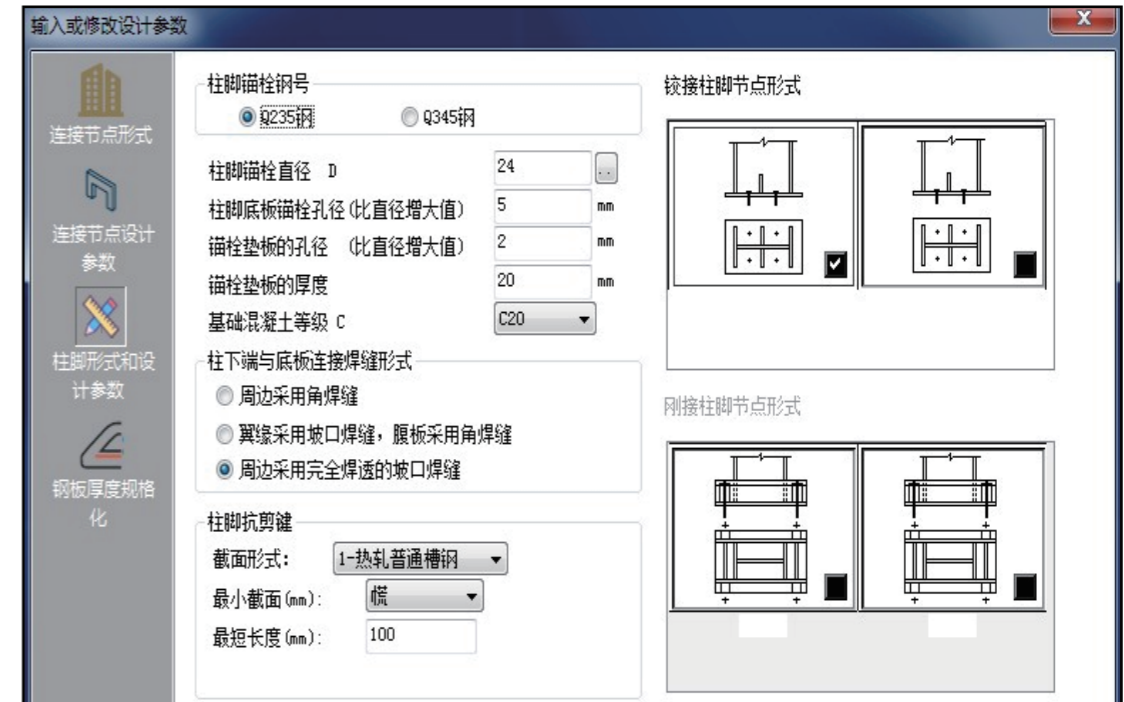 输入或修改设计参数
X
连接节点形式
连接节点设计
参数
柱脚形式和设
计参数
钢板厚度规格
化
柱脚锚栓钢号
Q235钢 Q345钢
柱脚锚栓直径 D 24 ..
柱脚底板锚栓孔径(比直径增大值) 5 mm
锚栓垫板的孔径 (比直径增大值) 2 mm
锚栓垫板的厚度 20 mm
基础混凝土等级 C C20
柱下端与底板连接焊缝形式
周边采用角焊缝
翼缘采用坡口焊缝，腹板采用角焊缝
周边采用完全焊透的坡口焊缝
柱脚抗剪键
截面形式: 1-热轧普通槽钢
最小截面(mm): 慌
最短长度(mm): 100
铰接柱脚节点形式
刚接柱脚节点形式